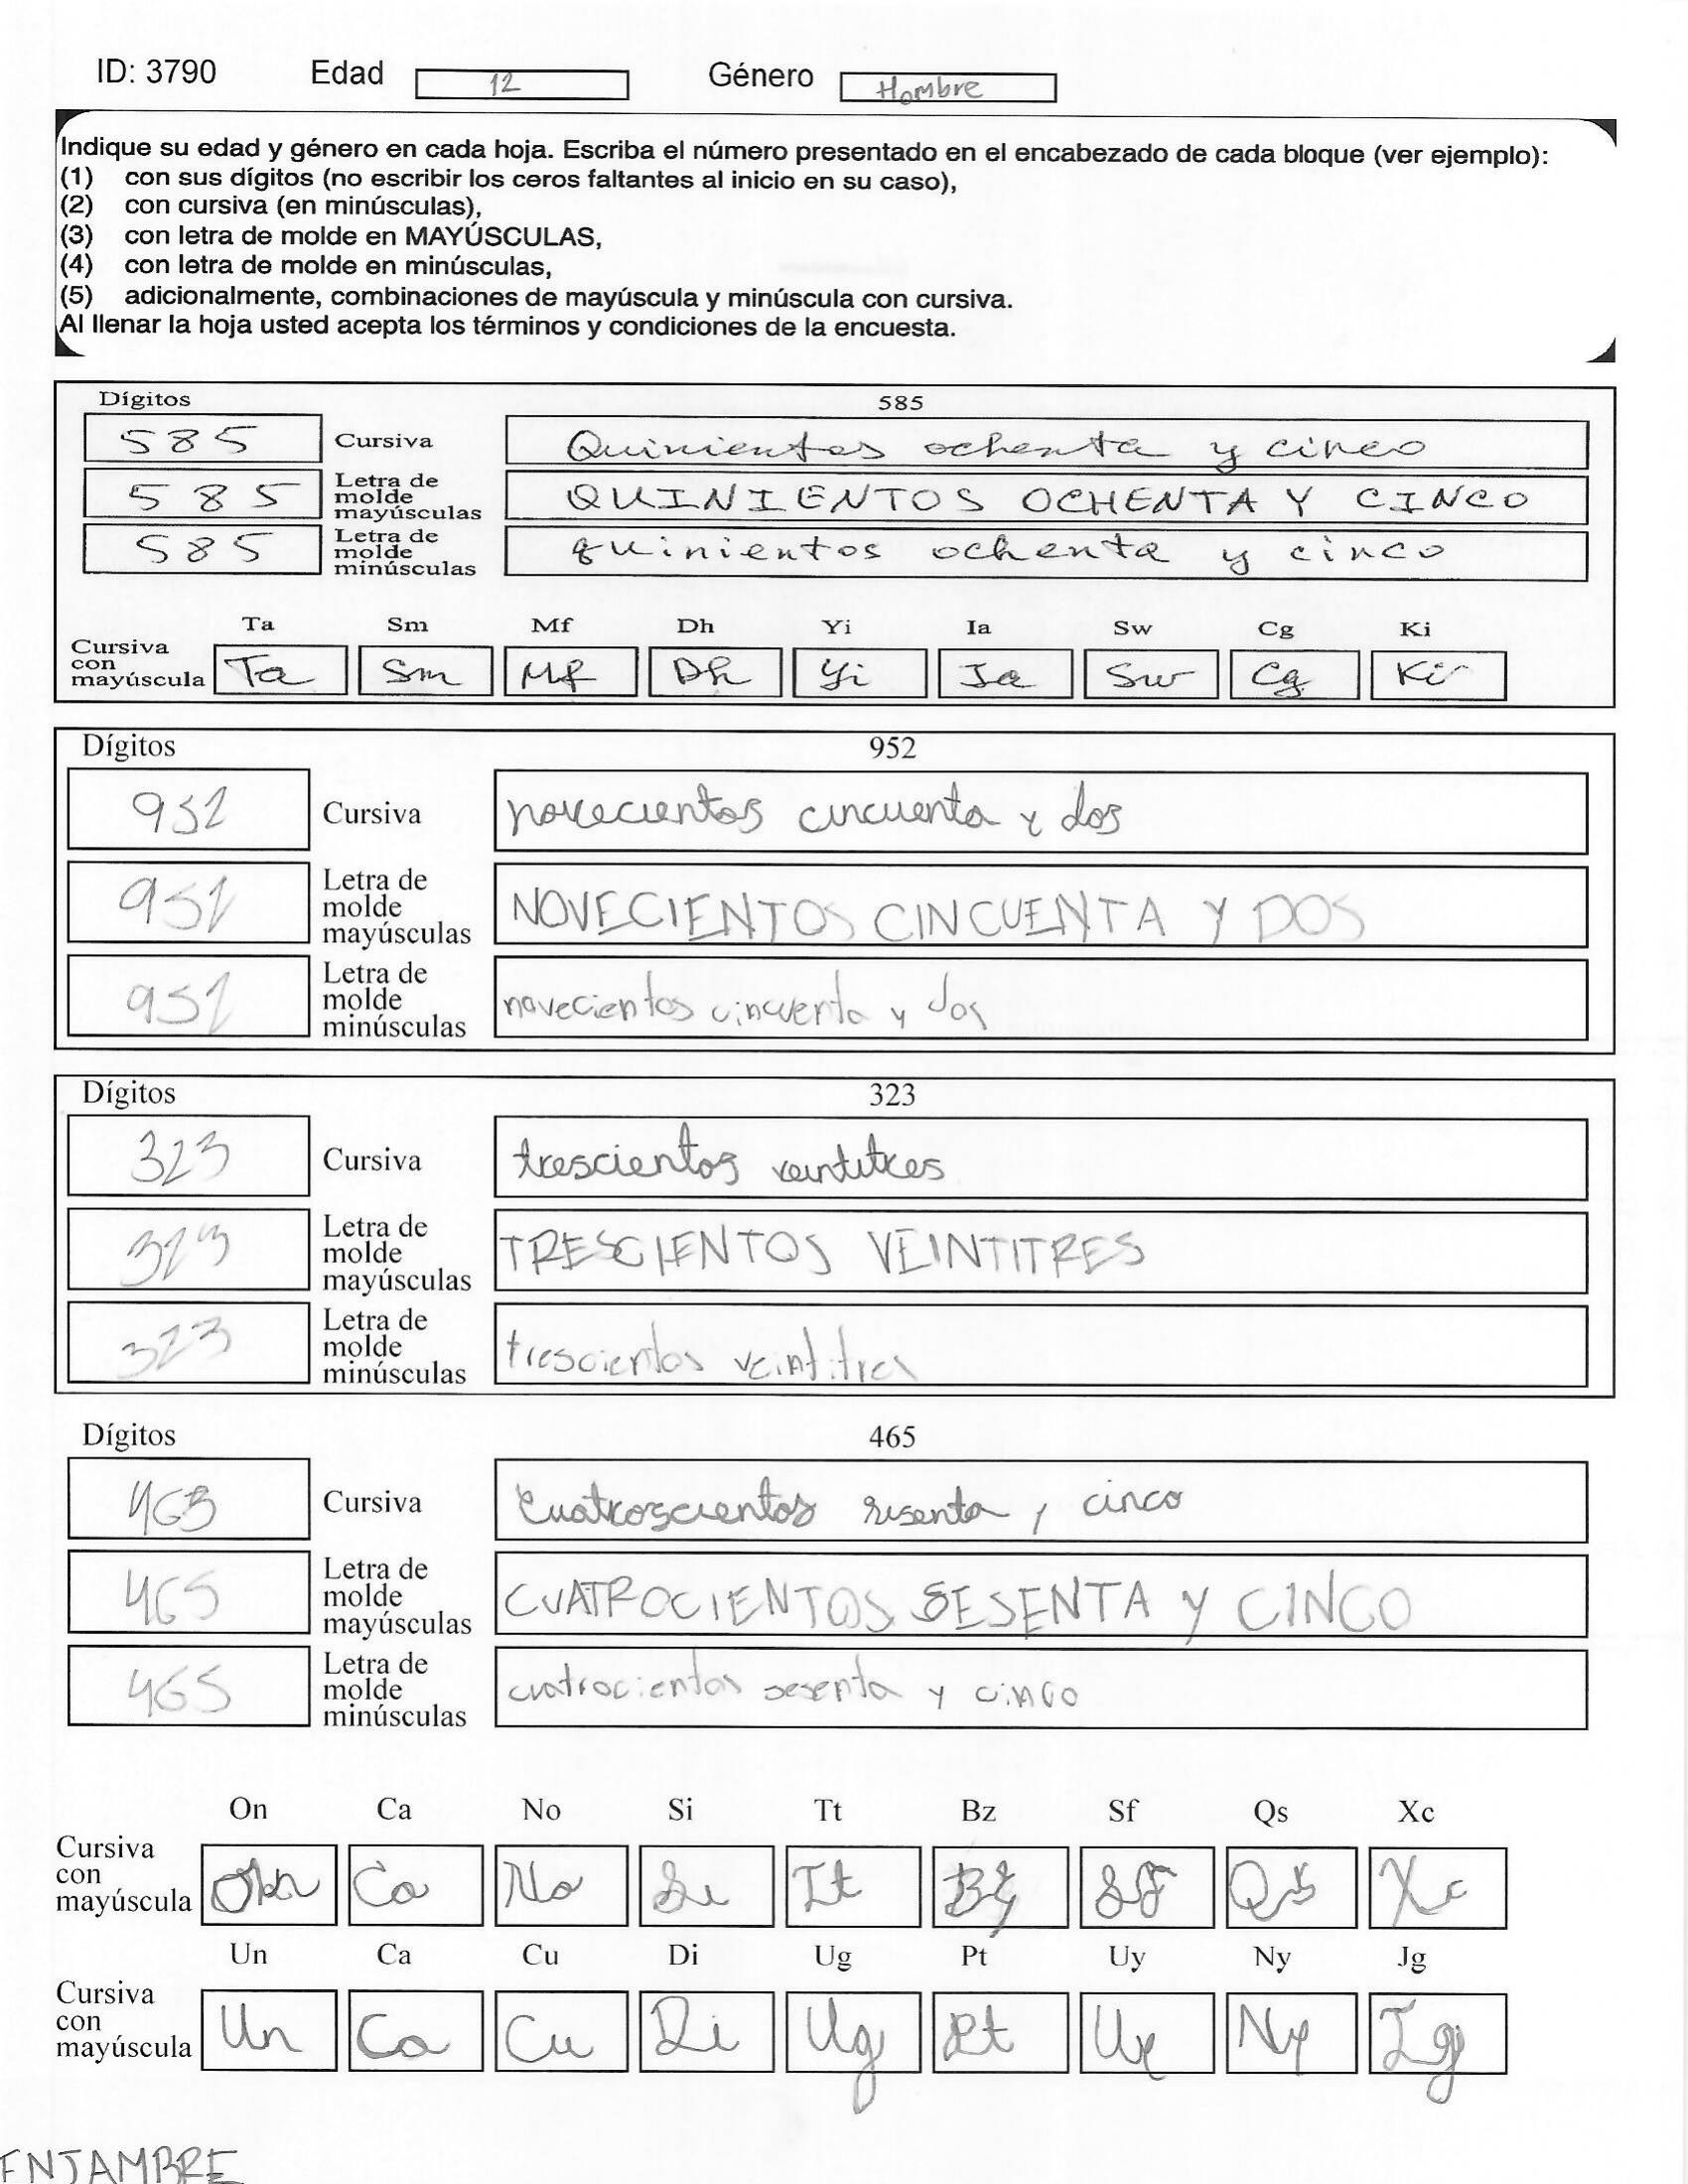 ID: 3790 Edad 12 Género Hombre
Indique su edad y género en cada hoja. Escriba el número presentado en el encabezado de cada bloque (ver ejemplo):
(1) con sus dígitos (no escribir los ceros faltantes al inicio en su caso),
(2) con cursiva (en minúsculas),
(3) con letra de molde en MAYÚSCULAS,
(4) con letra de molde en minúsculas,
(5) adicionalmente, combinaciones de mayúscula y minúscula con cursiva.
Al llenar la hoja usted acepta los términos y condiciones de la encuesta.
Dígitos 585
585 Cursiva Quinientos ochenta y cinco
585 Letra de molde mayúsculas QUINIENTOS OCHENTA Y CINCO
585 Letra de molde minúsculas quinientos ochenta y cinco
Ta Sm Mf Dh Yi Ia Sw Cg Ki
Cursiva con mayúscula Ta Sm Mf Dh Yi Ia Sw Cg Ki
Dígitos 952
952 Cursiva novecientos cincuenta y dos
952 Letra de molde mayúsculas NOVECIENTOS CINCUENTA Y DOS
952 Letra de molde minúsculas novecientos cincuenta y dos
Dígitos 323
323 Cursiva trescientos veintitres
323 Letra de molde mayúsculas TRESCIENTOS VEINTITRES
323 Letra de molde minúsculas trescientos veintitres
Dígitos 465
465 Cursiva Cuatroscientos sesenta y cinco
465 Letra de molde mayúsculas CUATROCIENTOS SESENTA Y CINCO
465 Letra de molde minúsculas cuatrocientos sesenta y cinco
On Ca No Si Tt Bz Sf Qs Xc
Cursiva con mayúscula On Ca No Si Tt Bz Sf Qs Xc
Un Ca Cu Di Ug Pt Uy Ny Jg
Cursiva con mayúscula Un Ca Cu Di Ug Pt Uy Ny Jg
ENJAMBRE